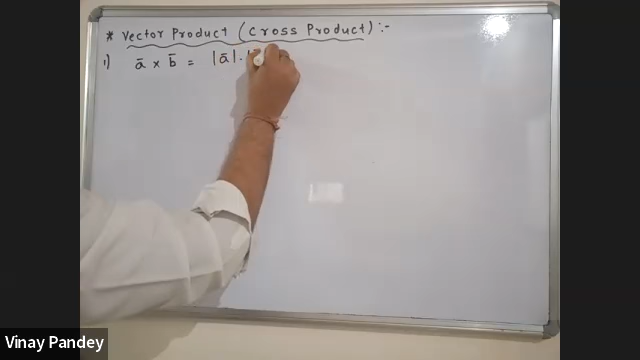 * Vector Product (Cross Product) :-
1) a̅ × b̅ = |a̅| . |
Vinay Pandey